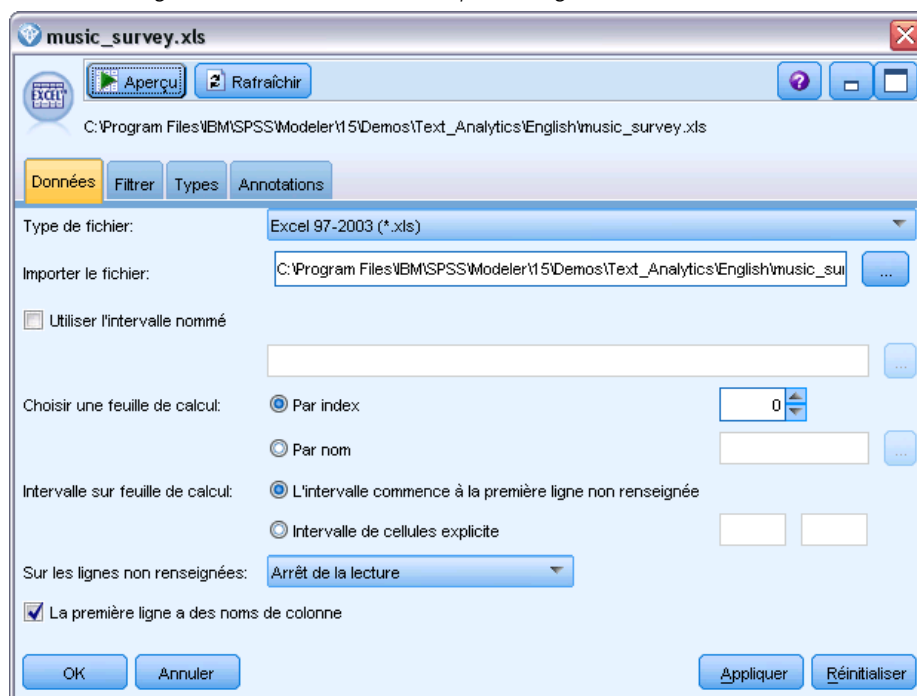 music_survey.xls
EXCEL
Aperçu Rafraîchir
C:\Program Files\IBM\SPSS\Modeler\15\Demos\Text_Analytics\English\music_survey.xls
Données Filtrer Types Annotations
Type de fichier: Excel 97-2003 (*.xls)
Importer le fichier: C:\Program Files\IBM\SPSS\Modeler\15\Demos\Text_Analytics\English\music_sui ...
Utiliser l'intervalle nommé
...
Choisir une feuille de calcul: Par index 0
Par nom ...
Intervalle sur feuille de calcul: L'intervalle commence à la première ligne non renseignée
Intervalle de cellules explicite
Sur les lignes non renseignées: Arrêt de la lecture
La première ligne a des noms de colonne
OK Annuler Appliquer Réinitialiser